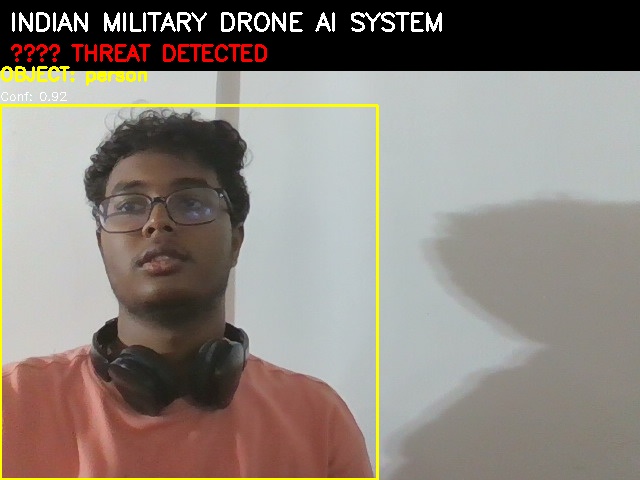 INDIAN MILITARY DRONE AI SYSTEM
???? THREAT DETECTED
OBJECT: person
Conf: 0.92